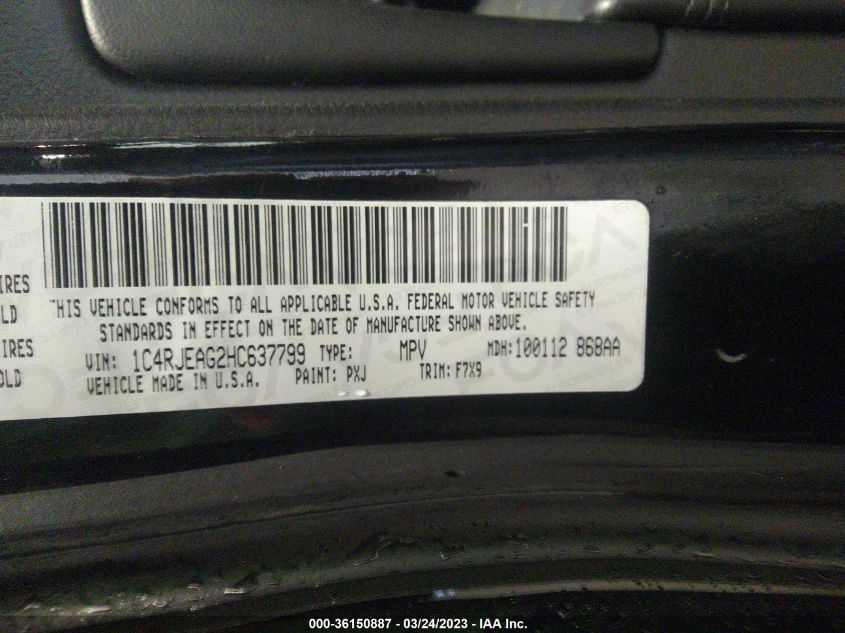 IRES
LD
IRES
OLD
THIS VEHICLE CONFORMS TO ALL APPLICABLE U.S.A. FEDERAL MOTOR VEHICLE SAFETY
STANDARDS IN EFFECT ON THE DATE OF MANUFACTURE SHOWN ABOVE.
VIN: 1C4RJEAG2HC637799 TYPE: MPV MDH:100112 868AA
VEHICLE MADE IN U.S.A. PAINT: PXJ TRIM: F7X9
000-36150887 - 03/24/2023 - IAA Inc.